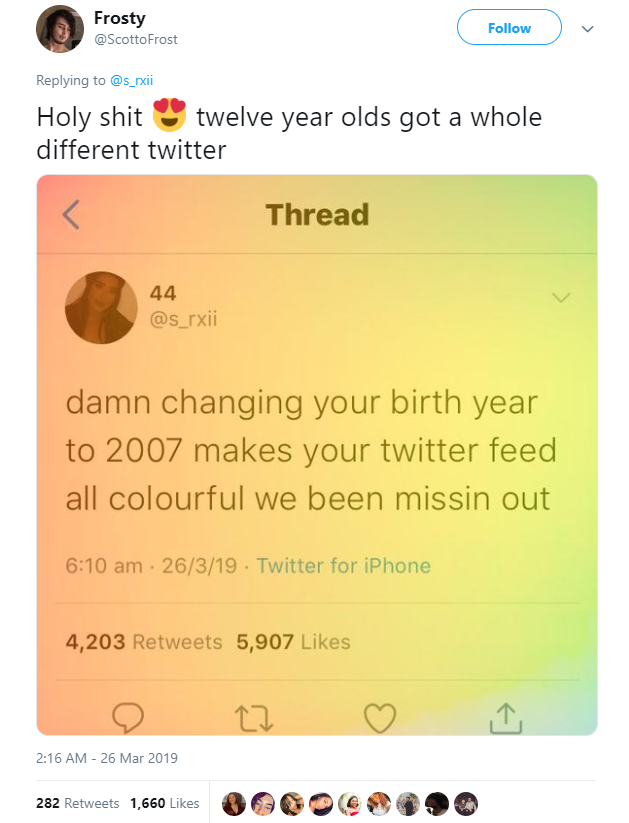 Frosty
@ScottoFrost
Follow
Replying to @s_rxii
Holy shit 😍 twelve year olds got a whole
different twitter
Thread
44
@s_rxii
damn changing your birth year
to 2007 makes your twitter feed
all colourful we been missin out
6:10 am · 26/3/19 · Twitter for iPhone
4,203 Retweets 5,907 Likes
2:16 AM - 26 Mar 2019
282 Retweets 1,660 Likes